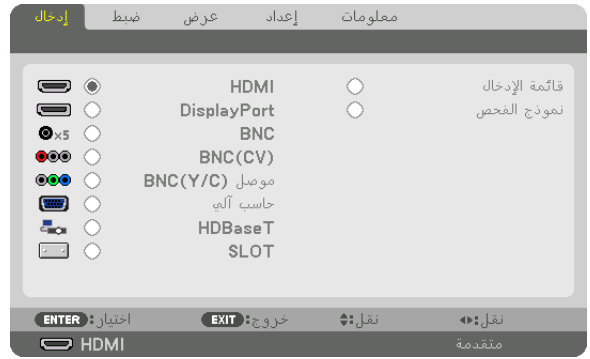 إدخال ضبط عرض إعداد معلومات
HDMI قائمة الإدخال
DisplayPort نموذج الفحص
×5 BNC
BNC(CV)
موصل BNC(Y/C)
حاسب آلي
HDBaseT
SLOT
ENTER :اختيار EXIT :خروج نقل: نقل:
HDMI متقدمة